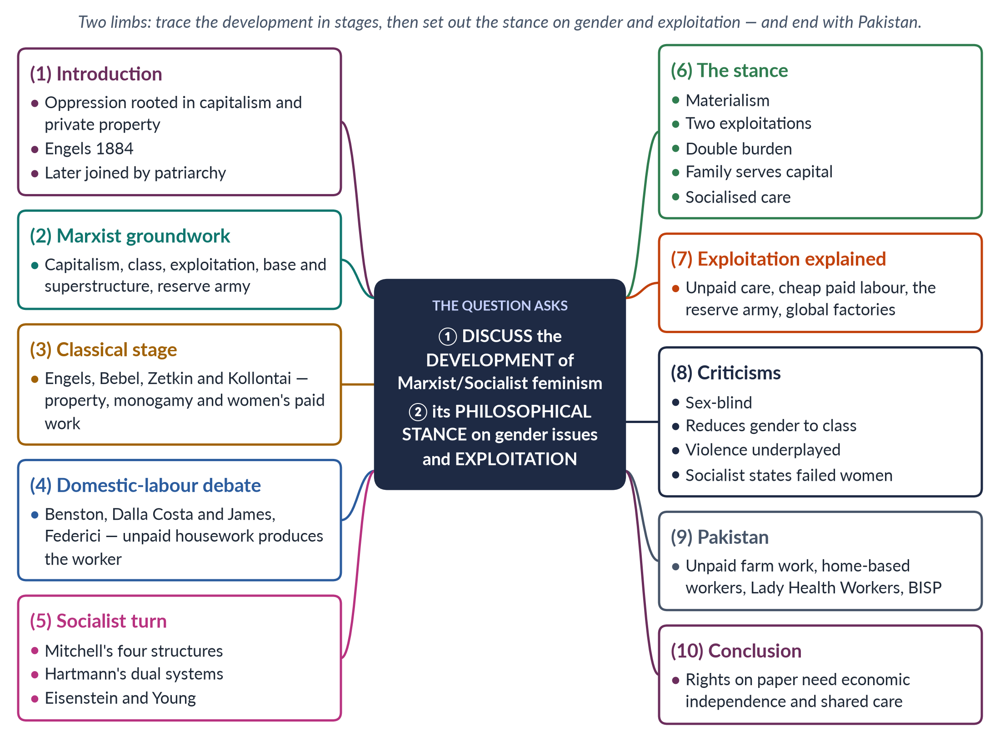 Two limbs: trace the development in stages, then set out the stance on gender and exploitation — and end with Pakistan.
(1) Introduction
● Oppression rooted in capitalism and
private property
● Engels 1884
● Later joined by patriarchy
(2) Marxist groundwork
● Capitalism, class, exploitation, base and
superstructure, reserve army
(3) Classical stage
● Engels, Bebel, Zetkin and Kollontai —
property, monogamy and women's paid
work
(4) Domestic-labour debate
● Benston, Dalla Costa and James,
Federici — unpaid housework produces
the worker
(5) Socialist turn
● Mitchell's four structures
● Hartmann's dual systems
● Eisenstein and Young
THE QUESTION ASKS
① DISCUSS the
DEVELOPMENT of
Marxist/Socialist feminism
② its PHILOSOPHICAL
STANCE on gender issues
and EXPLOITATION
(6) The stance
● Materialism
● Two exploitations
● Double burden
● Family serves capital
● Socialised care
(7) Exploitation explained
● Unpaid care, cheap paid labour, the
reserve army, global factories
(8) Criticisms
● Sex-blind
● Reduces gender to class
● Violence underplayed
● Socialist states failed women
(9) Pakistan
● Unpaid farm work, home-based
workers, Lady Health Workers, BISP
(10) Conclusion
● Rights on paper need economic
independence and shared care